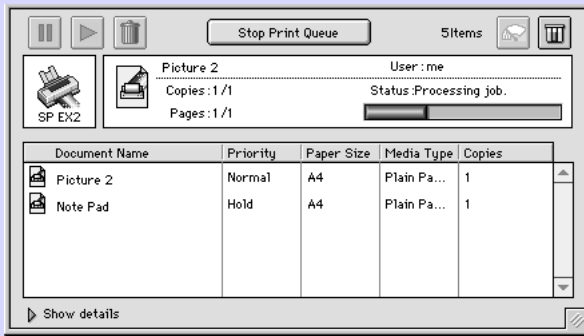 Stop Print Queue 5Items
SP EX2
Picture 2 User:me
Copies:1/1 Status:Processing job.
Pages:1/1
Document Name Priority Paper Size Media Type Copies
Picture 2 Normal A4 Plain Pa... 1
Note Pad Hold A4 Plain Pa... 1
Show details